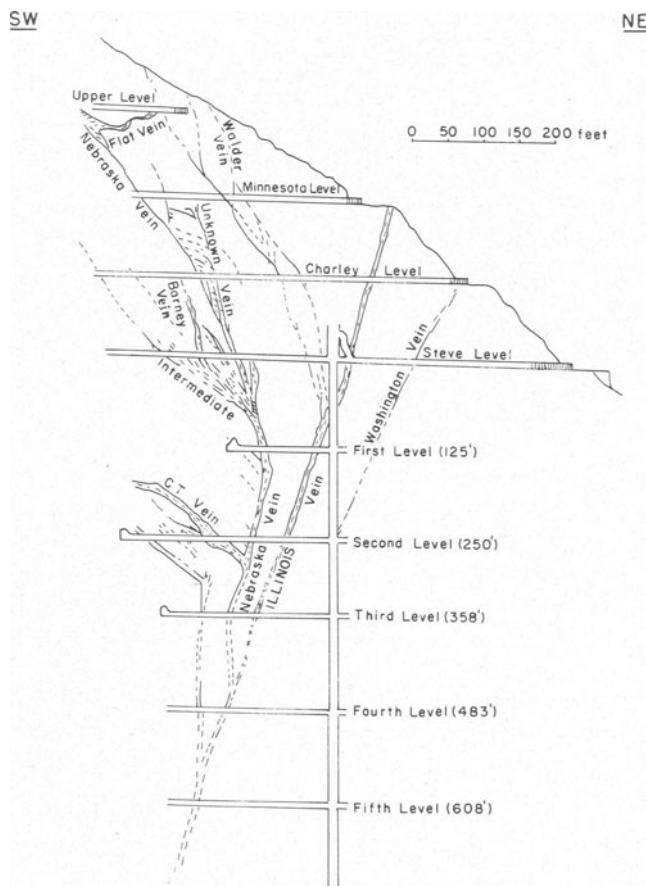 SW
NE
Upper Level
Flat Vein
Nebraska Vein
Walder Vein
0 50 100 150 200 feet
Minnesota Level
Unknown Vein
Charley Level
Barney Vein
Steve Level
Intermediate
Washington Vein
First Level (125')
C T Vein
Nebraska Vein
ILLINOIS Vein
Second Level (250')
Third Level (358')
Fourth Level (483')
Fifth Level (608')